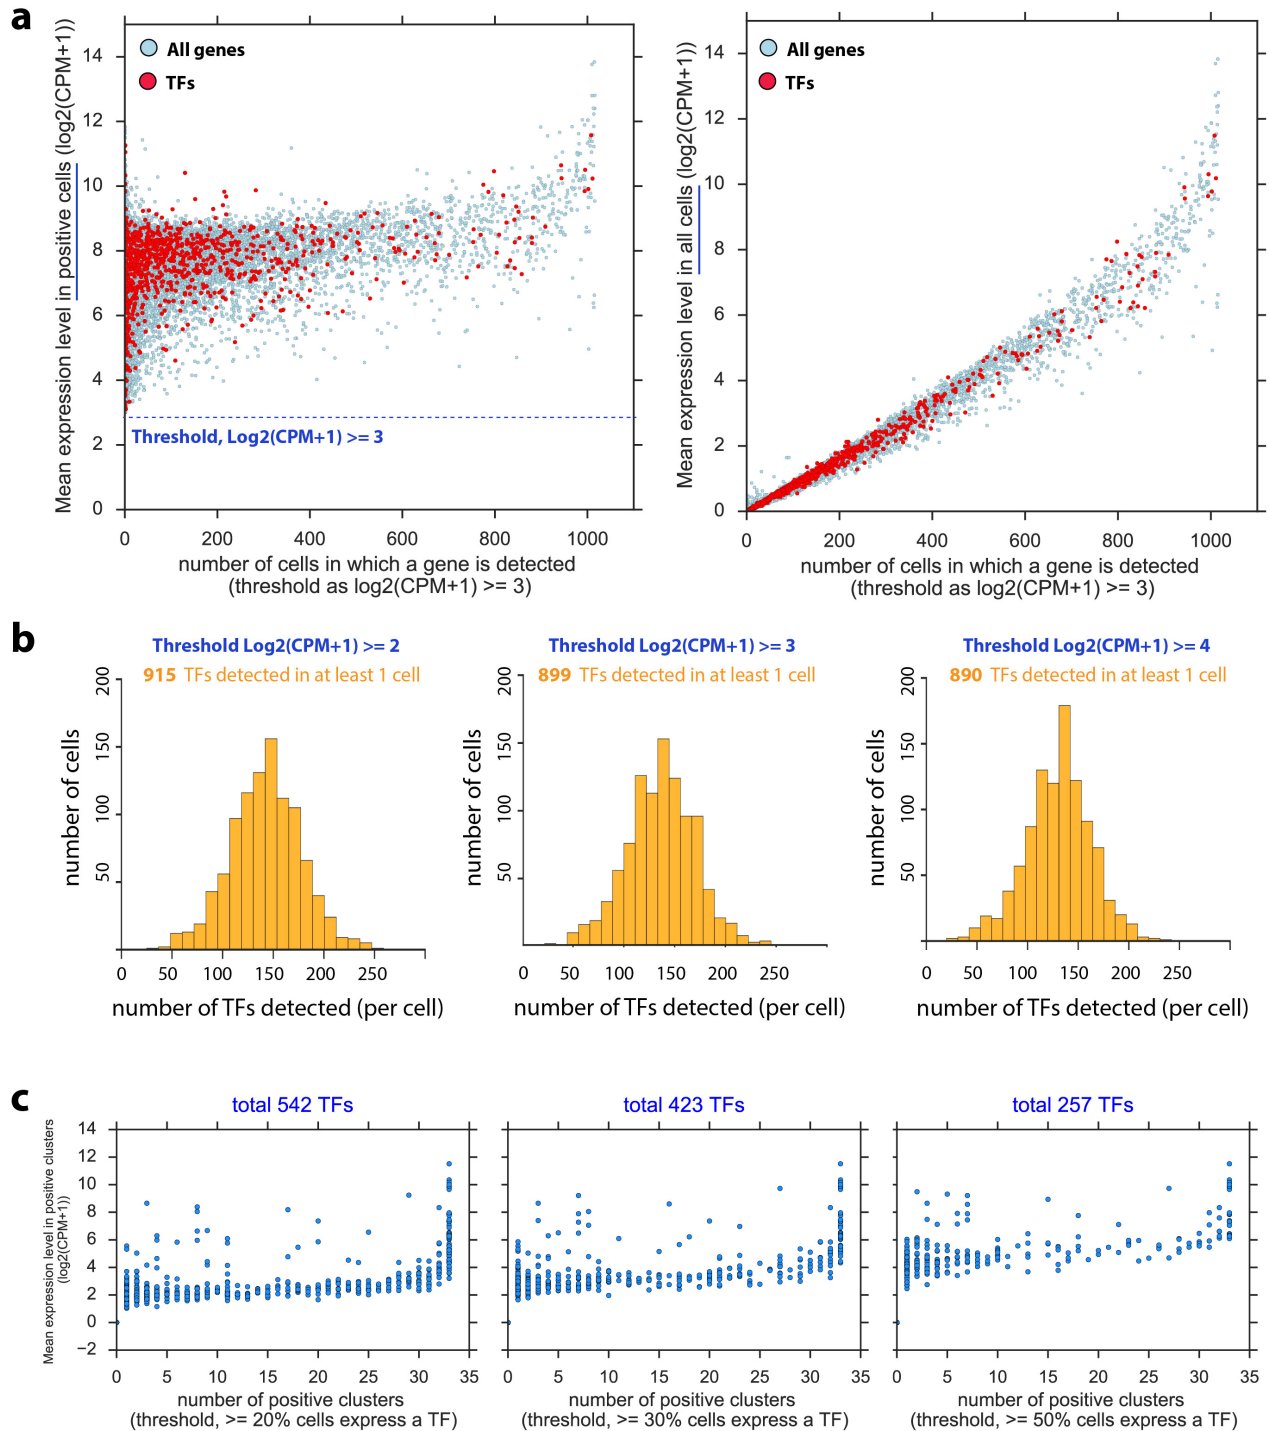 a
Mean expression level in positive cells (log2(CPM+1))
14
12
10
8
6
4
2
0
All genes
TFs
Threshold, Log2(CPM+1) >= 3
0 200 400 600 800 1000
number of cells in which a gene is detected
(threshold as log2(CPM+1) >= 3)
Mean expression level in all cells (log2(CPM+1))
14
12
10
8
6
4
2
0
All genes
TFs
0 200 400 600 800 1000
number of cells in which a gene is detected
(threshold as log2(CPM+1) >= 3)
b
Threshold Log2(CPM+1) >= 2
915 TFs detected in at least 1 cell
number of cells
200
150
100
50
0 50 100 150 200 250
number of TFs detected (per cell)
Threshold Log2(CPM+1) >= 3
899 TFs detected in at least 1 cell
number of cells
200
150
100
50
0 50 100 150 200 250
number of TFs detected (per cell)
Threshold Log2(CPM+1) >= 4
890 TFs detected in at least 1 cell
number of cells
200
150
100
50
0 50 100 150 200 250
number of TFs detected (per cell)
c
Mean expression level in positive clusters
(log2(CPM+1))
total 542 TFs
14
12
10
8
6
4
2
0
−2
0 5 10 15 20 25 30 35
number of positive clusters
(threshold, >= 20% cells express a TF)
total 423 TFs
0 5 10 15 20 25 30 35
number of positive clusters
(threshold, >= 30% cells express a TF)
total 257 TFs
0 5 10 15 20 25 30 35
number of positive clusters
(threshold, >= 50% cells express a TF)